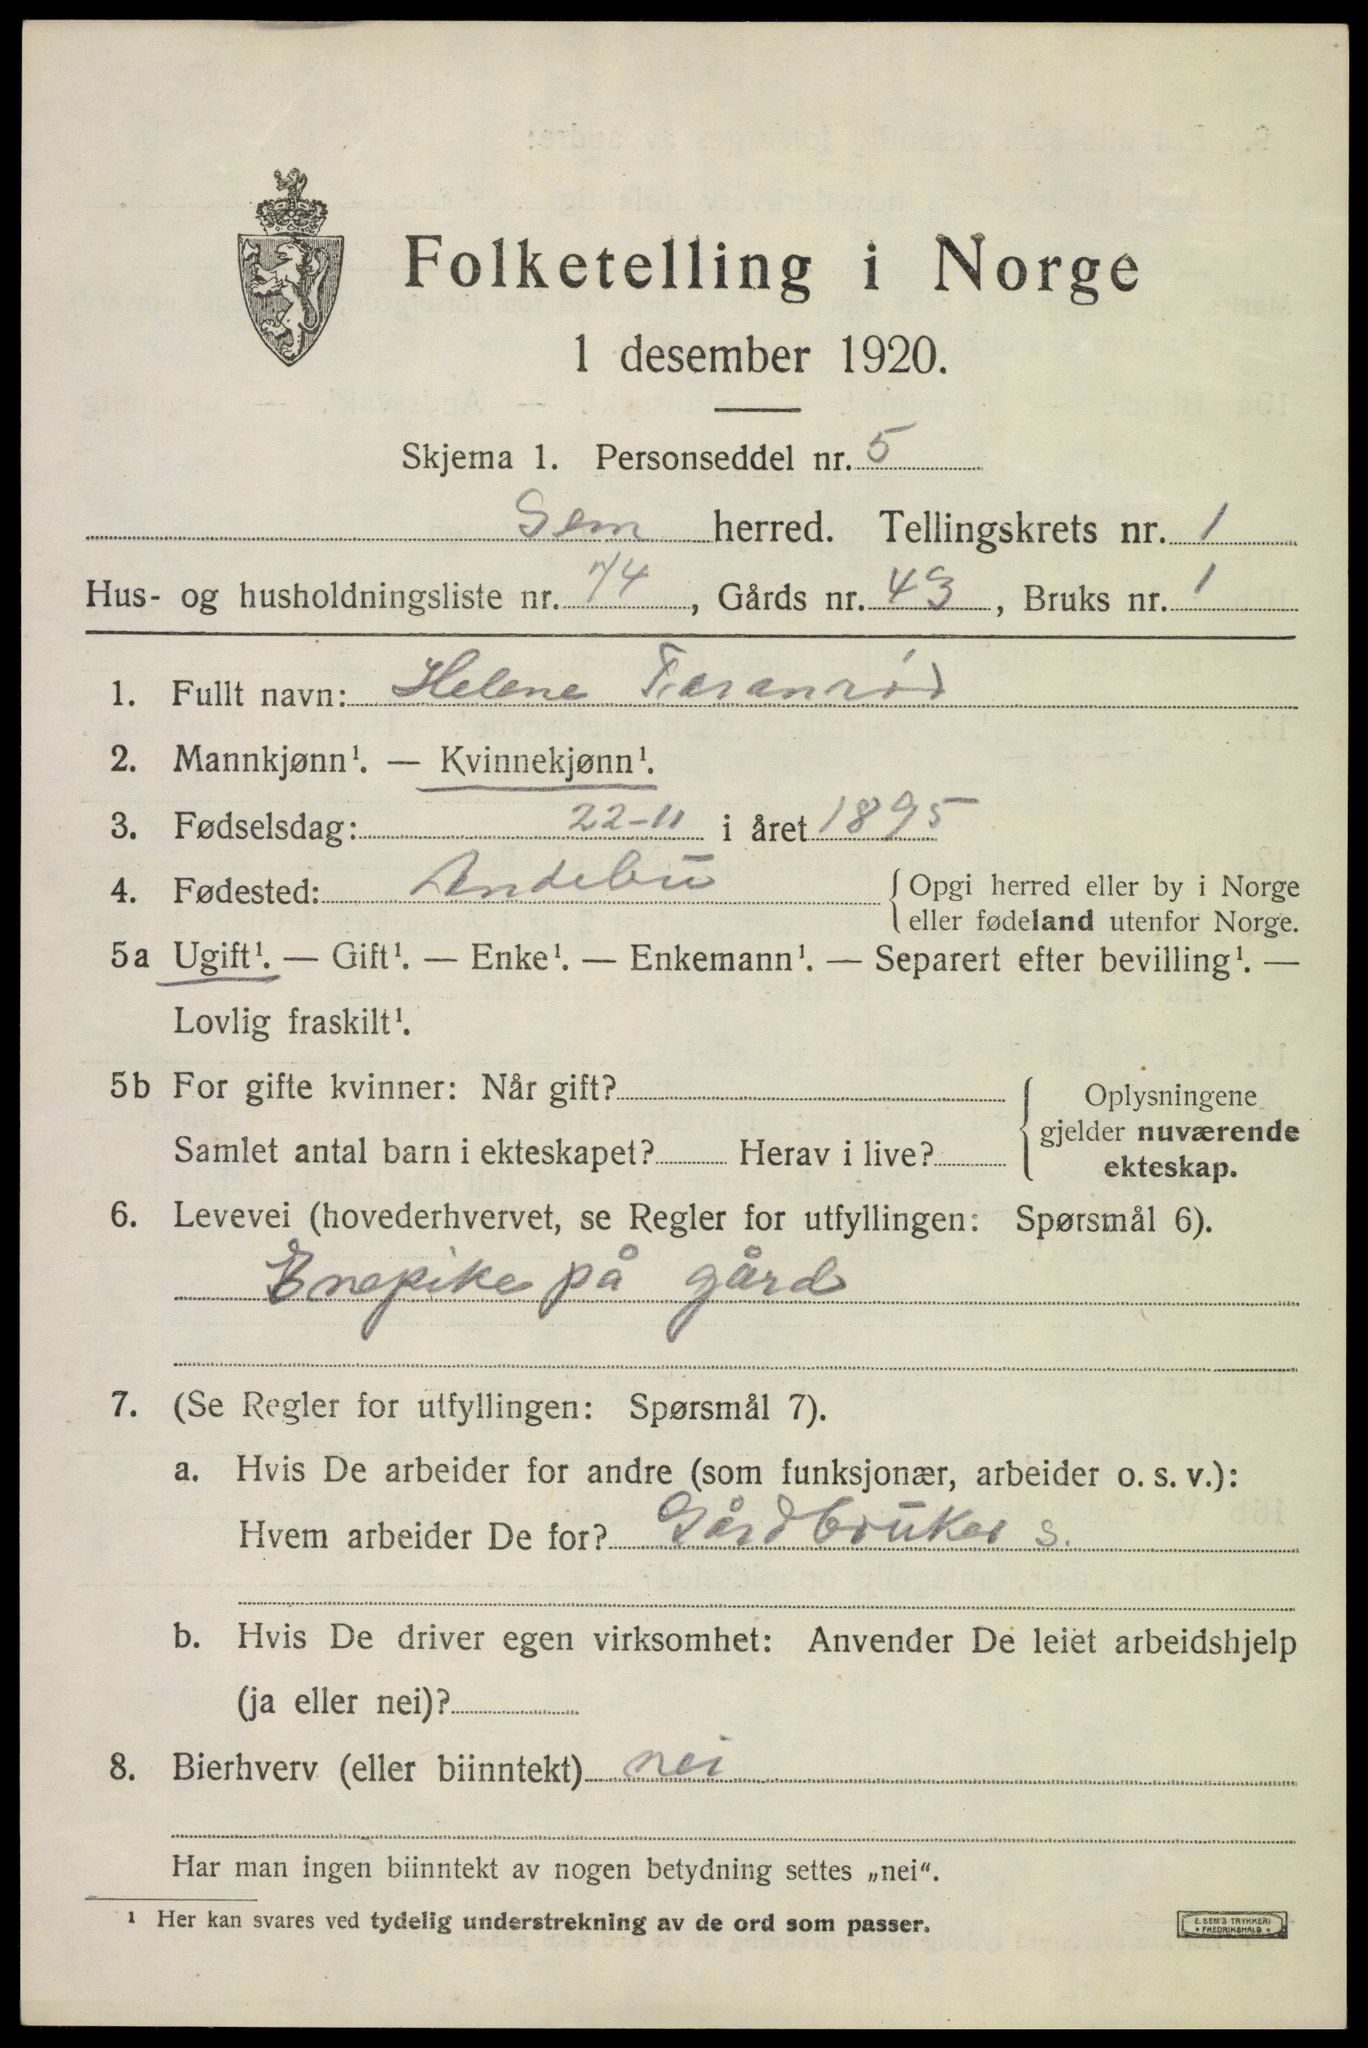 Folketelling i Norge
1 desember 1920.
Skjema 1. Personseddel nr. 5
Sem herred. Tellingskrets nr. 1
Hus- og husholdningsliste nr. 74, Gårds nr. 43, Bruks nr. 1
1. Fullt navn: Helene
2. Mannkjønn¹. — Kvinnekjønn¹.
3. Fødselsdag: 22-11 i året 1895
4. Fødested: Andebu {Opgi herred eller by i Norge
eller fødeland utenfor Norge.
5a Ugift¹. — Gift¹. — Enke¹. — Enkemann¹. — Separert efter bevilling¹. —
Lovlig fraskilt¹.
5b For gifte kvinner: Når gift?
Oplysningene
gjelder nuværende
ekteskap.
Samlet antal barn i ekteskapet? Herav i live?
6. Levevei (hovederhvervet, se Regler for utfyllingen: Spørsmål 6).
Enepike på gård
7. (Se Regler for utfyllingen: Spørsmål 7).
a. Hvis De arbeider for andre (som funksjonær, arbeider o. s. v.):
Hvem arbeider De for? Gårdbruker s.
b. Hvis De driver egen virksomhet: Anvender De leiet arbeidshjelp
(ja eller nei)?
8. Bierhverv (eller biinntekt) nei
Har man ingen biinntekt av nogen betydning settes „nei“.
¹ Her kan svares ved tydelig understrekning av de ord som passer.
E. SEM'S TRYKKERI
FREDRIKSHALD